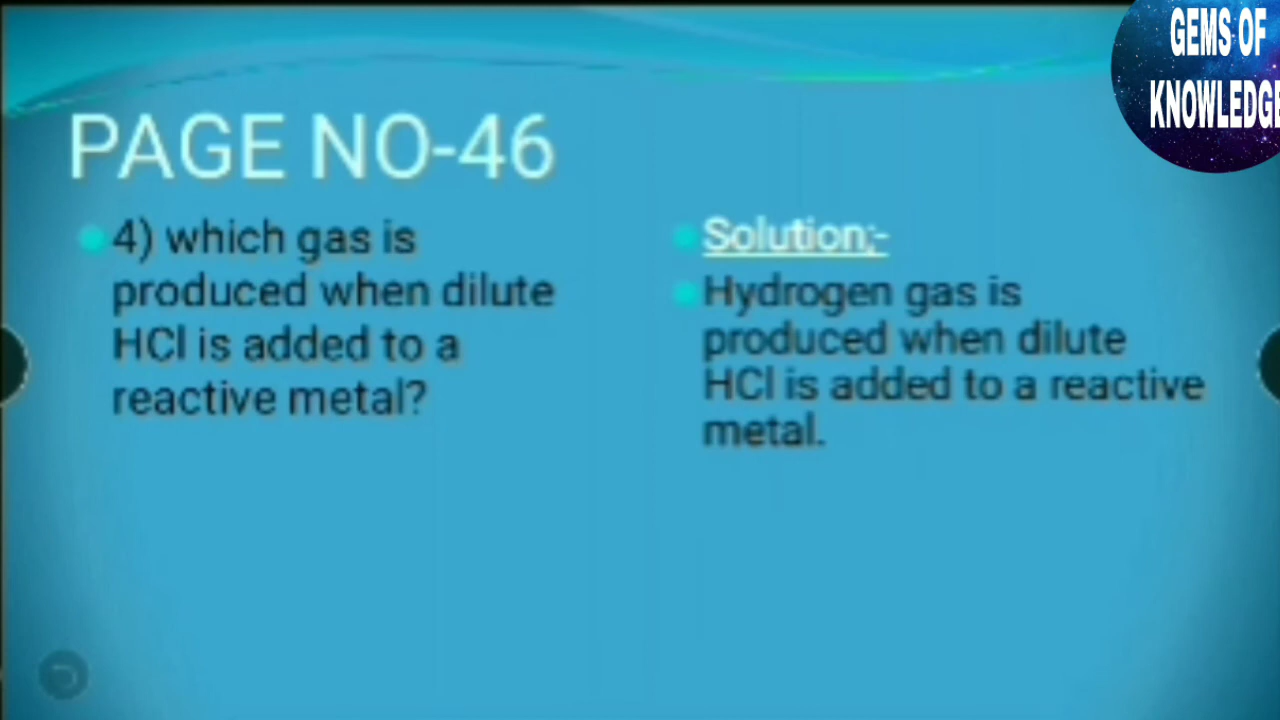 GEMS OF
KNOWLEDGE
PAGE NO-46
4) which gas is
produced when dilute
HCl is added to a
reactive metal?
Solution;-
Hydrogen gas is
produced when dilute
HCl is added to a reactive
metal.